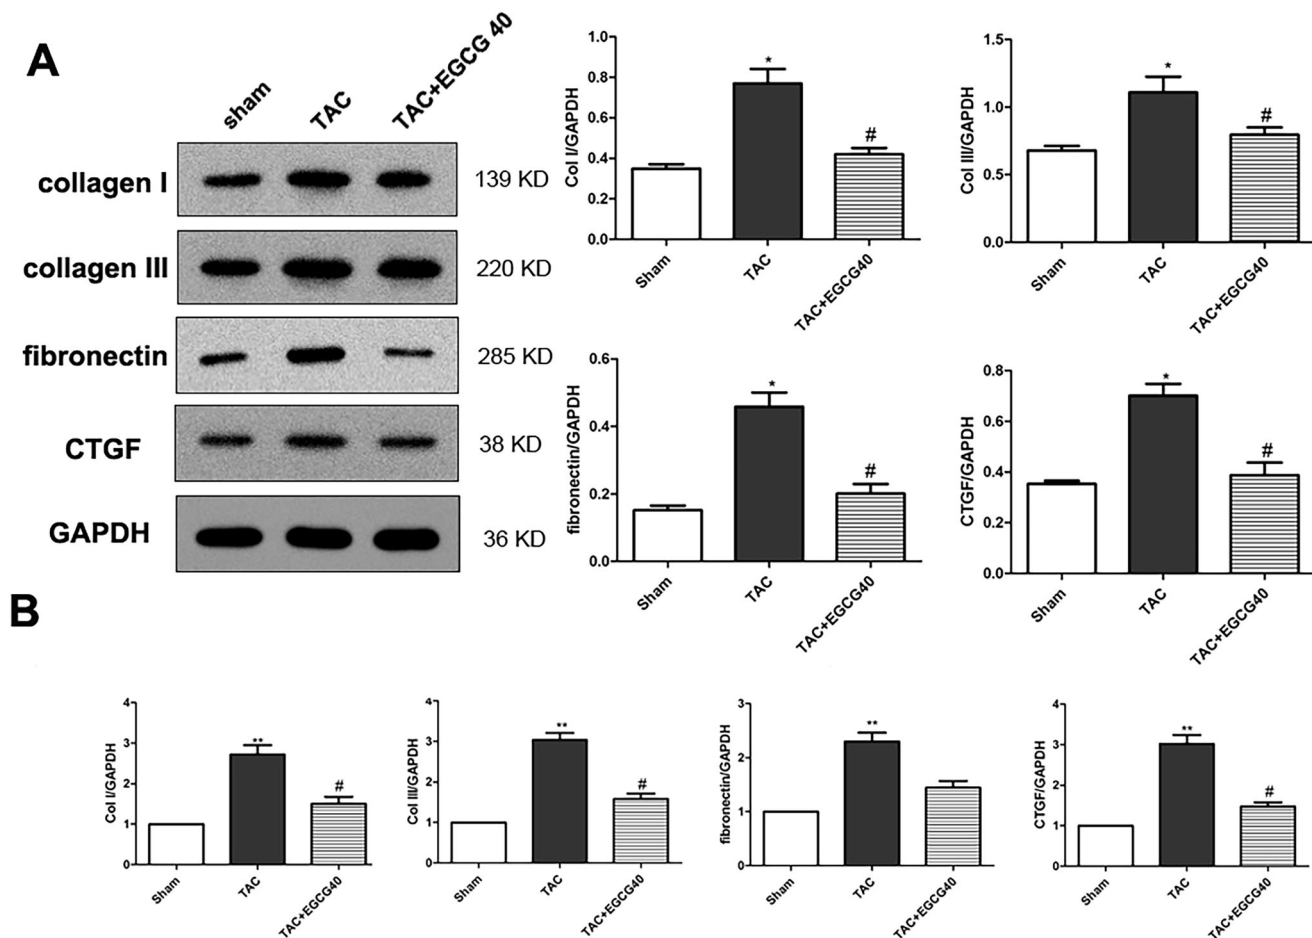 A
sham
TAC
TAC+EGCG 40
collagen I
139 KD
collagen III
220 KD
fibronectin
285 KD
CTGF
38 KD
GAPDH
36 KD
Col I/GAPDH
1.0
0.8
0.6
0.4
0.2
0.0
*
#
Sham
TAC
TAC+EGCG40
Col III/GAPDH
1.5
1.0
0.5
0.0
*
#
Sham
TAC
TAC+EGCG40
fibronectin/GAPDH
0.6
0.4
0.2
0.0
*
#
Sham
TAC
TAC+EGCG40
CTGF/GAPDH
0.8
0.6
0.4
0.2
0.0
*
#
Sham
TAC
TAC+EGCG40
B
Col I/GAPDH
4
3
2
1
0
**
#
Sham
TAC
TAC+EGCG40
Col III/GAPDH
4
3
2
1
0
**
#
Sham
TAC
TAC+EGCG40
fibronectin/GAPDH
3
2
1
0
**
Sham
TAC
TAC+EGCG40
CTGF/GAPDH
4
3
2
1
0
**
#
Sham
TAC
TAC+EGCG40